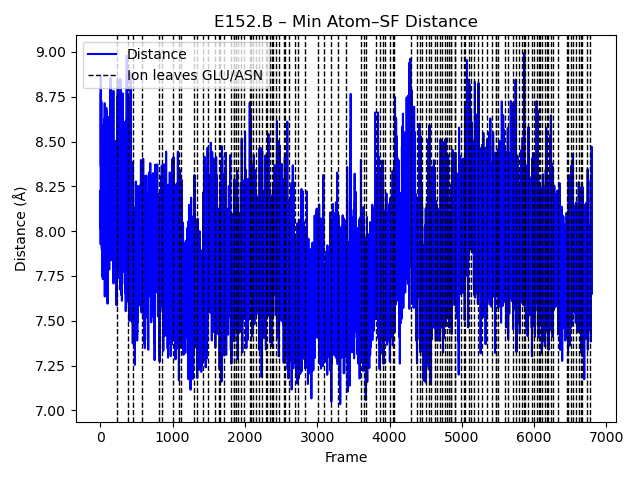 E152.B – Min Atom–SF Distance
Distance
Ion leaves GLU/ASN
Distance (Å)
9.00
8.75
8.50
8.25
8.00
7.75
7.50
7.25
7.00
0 1000 2000 3000 4000 5000 6000 7000
Frame